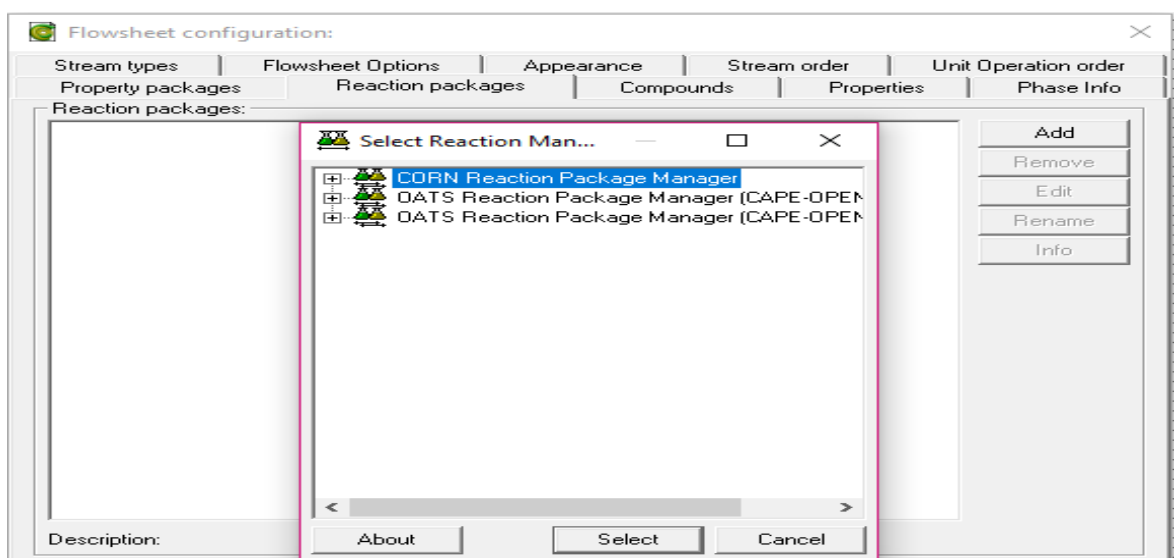 Flowsheet configuration:
Stream types Flowsheet Options Appearance Stream order Unit Operation order
Property packages Reaction packages Compounds Properties Phase Info
Reaction packages:
Add
Select Reaction Man...
Remove
CORN Reaction Package Manager
Edit
OATS Reaction Package Manager (CAPE-OPEN
OATS Reaction Package Manager (CAPE-OPEN
Rename
Info
Description:
About Select Cancel